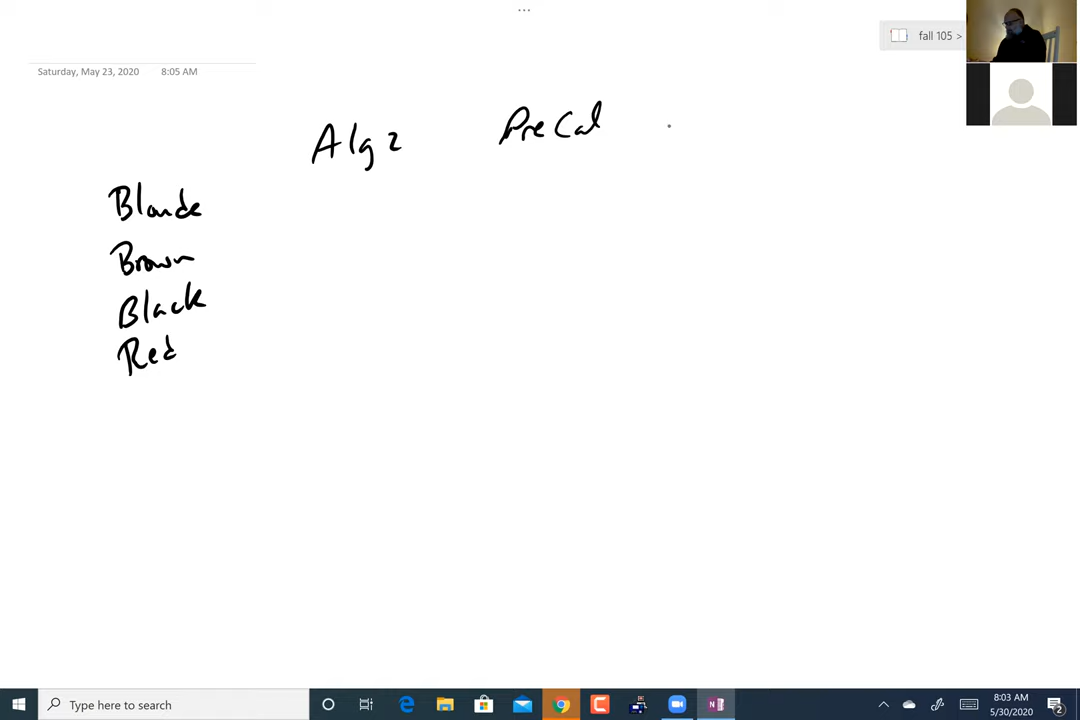 fall 105 >
Saturday, May 23, 2020 8:05 AM
Alg 2 PreCal
Blonde
Brown
Black
Red
Type here to search
8:03 AM
5/30/2020
2